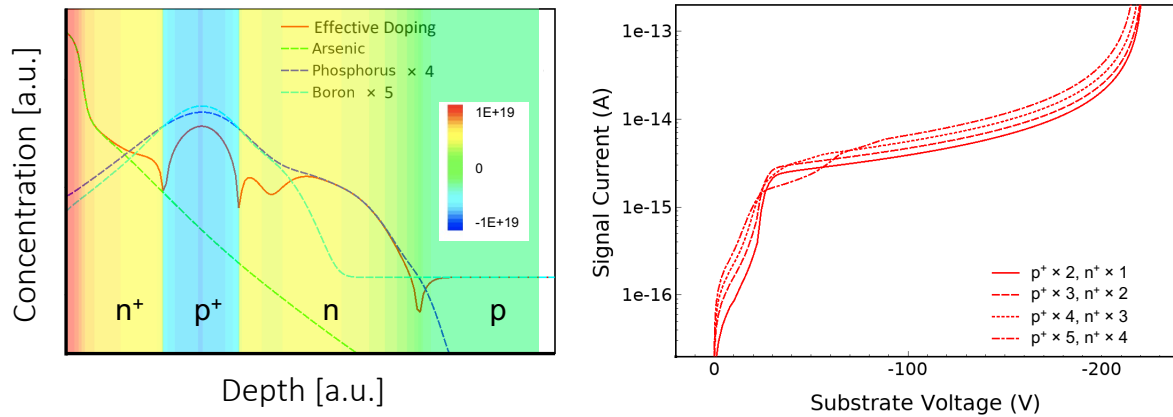 Concentration [a.u.]
Effective Doping
Arsenic
Phosphorus × 4
Boron × 5
1E+19
0
-1E+19
n⁺
p⁺
n
p
Depth [a.u.]
Signal Current (A)
1e-13
1e-14
1e-15
1e-16
p⁺ × 2, n⁺ × 1
p⁺ × 3, n⁺ × 2
p⁺ × 4, n⁺ × 3
p⁺ × 5, n⁺ × 4
0
-100
-200
Substrate Voltage (V)